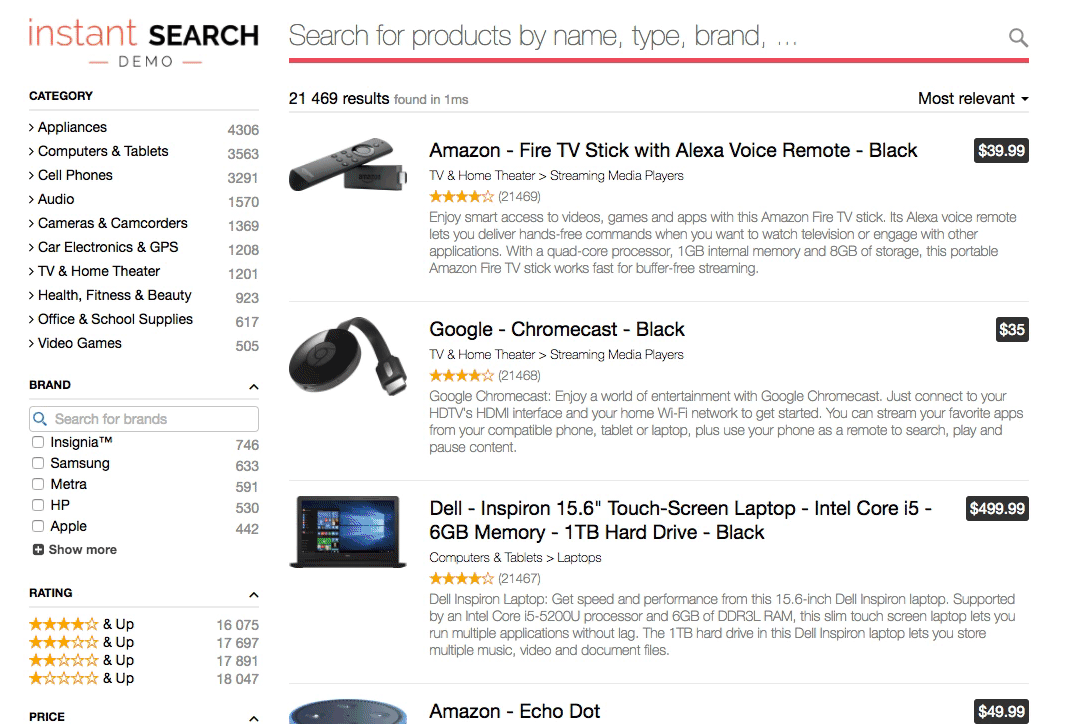 instant SEARCH
DEMO
Search for products by name, type, brand, ...
CATEGORY
Appliances 4306
Computers & Tablets 3563
Cell Phones 3291
Audio 1570
Cameras & Camcorders 1369
Car Electronics & GPS 1208
TV & Home Theater 1201
Health, Fitness & Beauty 923
Office & School Supplies 617
Video Games 505
BRAND
Search for brands
Insignia™ 746
Samsung 633
Metra 591
HP 530
Apple 442
Show more
RATING
& Up 16 075
& Up 17 697
& Up 17 891
& Up 18 047
PRICE
21 469 results found in 1ms
Most relevant
Amazon - Fire TV Stick with Alexa Voice Remote - Black
$39.99
TV & Home Theater > Streaming Media Players
(21469)
Enjoy smart access to videos, games and apps with this Amazon Fire TV stick. Its Alexa voice remote
lets you deliver hands-free commands when you want to watch television or engage with other
applications. With a quad-core processor, 1GB internal memory and 8GB of storage, this portable
Amazon Fire TV stick works fast for buffer-free streaming.
Google - Chromecast - Black
$35
TV & Home Theater > Streaming Media Players
(21468)
Google Chromecast: Enjoy a world of entertainment with Google Chromecast. Just connect to your
HDTV's HDMI interface and your home Wi-Fi network to get started. You can stream your favorite apps
from your compatible phone, tablet or laptop, plus use your phone as a remote to search, play and
pause content.
Dell - Inspiron 15.6" Touch-Screen Laptop - Intel Core i5 -
6GB Memory - 1TB Hard Drive - Black
$499.99
Computers & Tablets > Laptops
(21467)
Dell Inspiron Laptop: Get speed and performance from this 15.6-inch Dell Inspiron laptop. Supported
by an Intel Core i5-5200U processor and 6GB of DDR3L RAM, this slim touch screen laptop lets you
run multiple applications without lag. The 1TB hard drive in this Dell Inspiron laptop lets you store
multiple music, video and document files.
Amazon - Echo Dot
$49.99